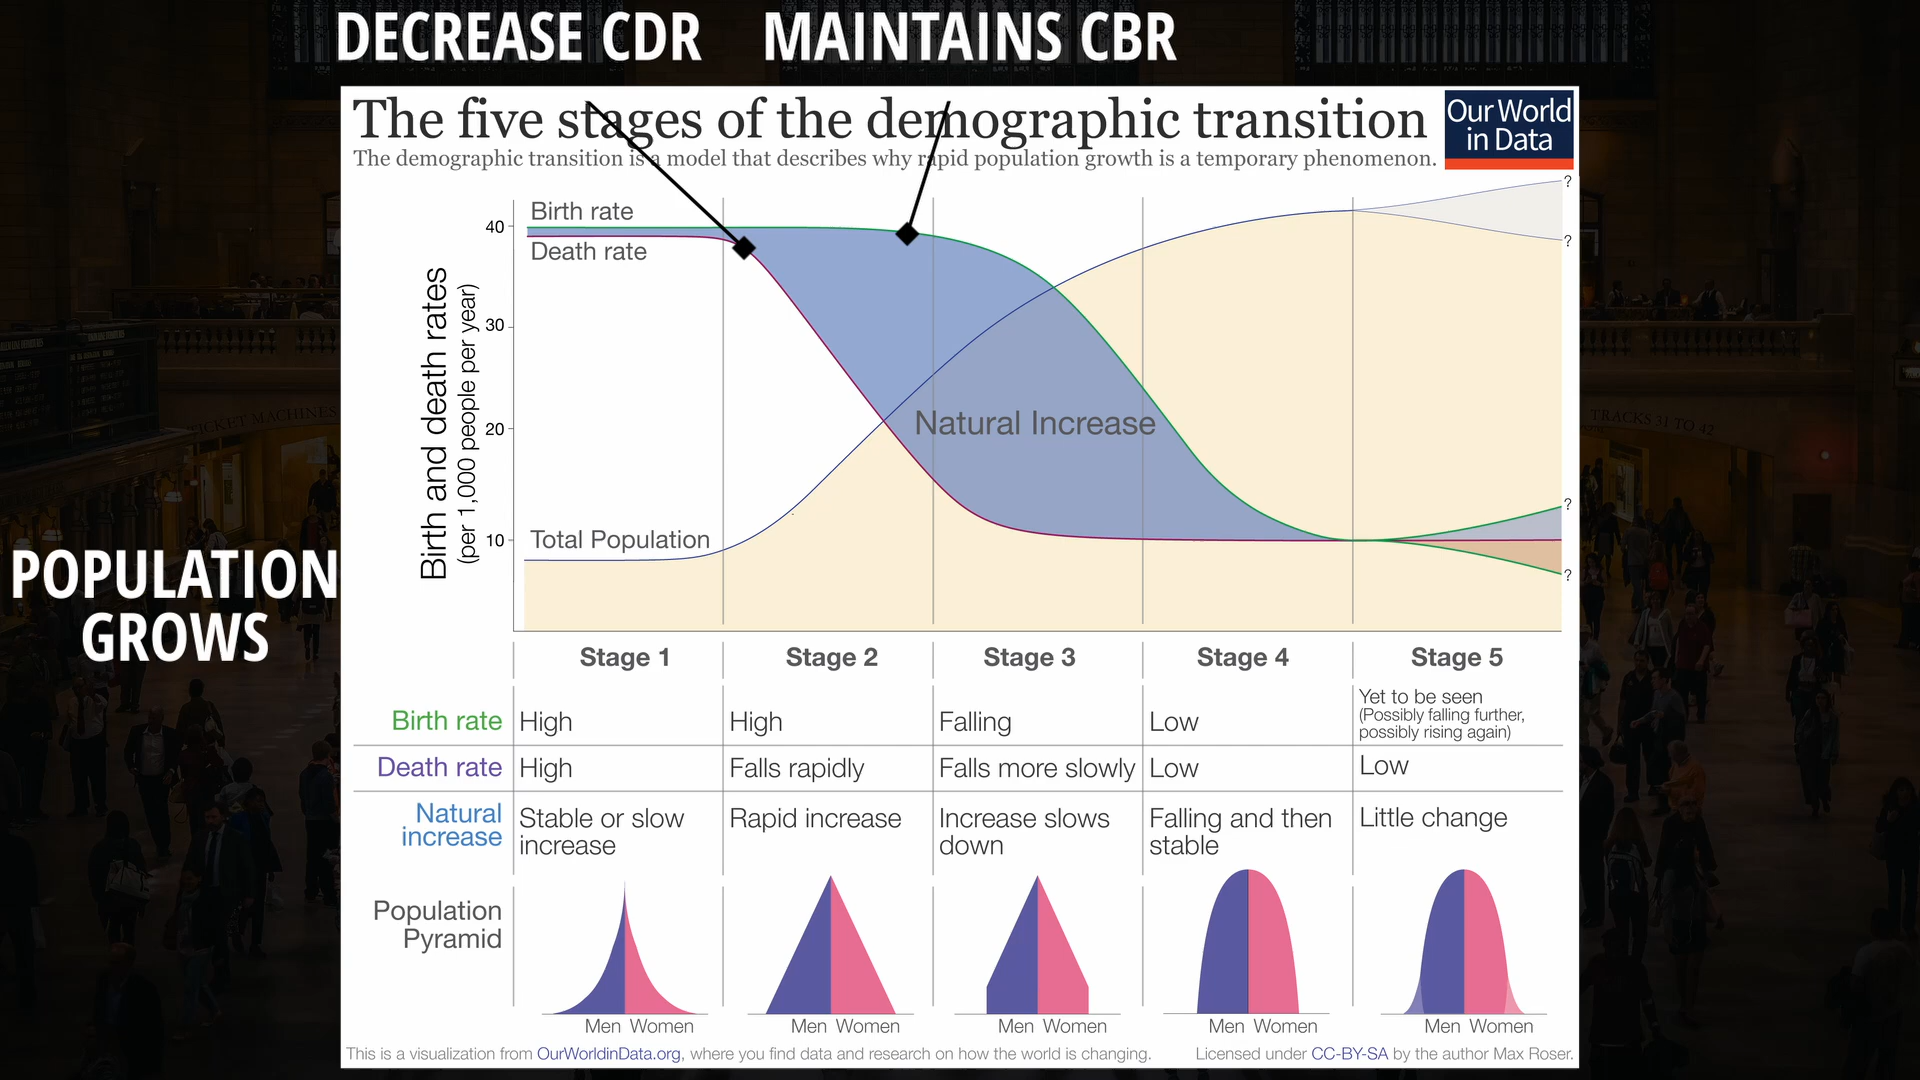 DECREASE CDR
MAINTAINS CBR
The five stages of the demographic transition
Our World
in Data
The demographic transition is a model that describes why rapid population growth is a temporary phenomenon.
Birth and death rates
(per 1,000 people per year)
40
30
20
10
Birth rate
Death rate
Natural Increase
Total Population
?
?
?
?
POPULATION
GROWS
TICKET MACHINES
TRACKS 31 TO 42
Stage 1
Stage 2
Stage 3
Stage 4
Stage 5
Birth rate
High
High
Falling
Low
Yet to be seen
(Possibly falling further,
possibly rising again)
Death rate
High
Falls rapidly
Falls more slowly
Low
Low
Natural
increase
Stable or slow
increase
Rapid increase
Increase slows
down
Falling and then
stable
Little change
Population
Pyramid
Men Women
Men Women
Men Women
Men Women
Men Women
This is a visualization from OurWorldinData.org, where you find data and research on how the world is changing.
Licensed under CC-BY-SA by the author Max Roser.